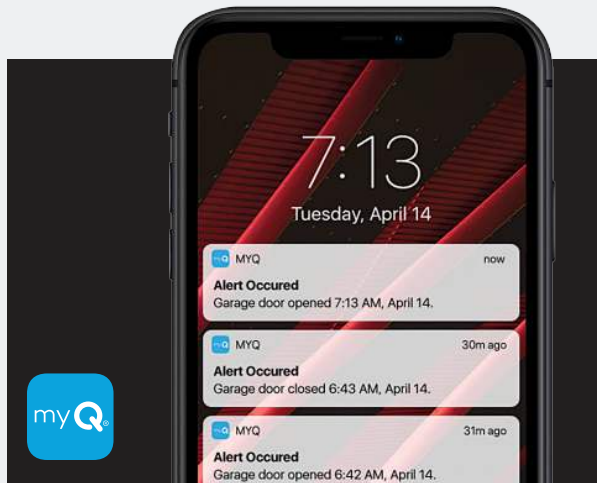 7:13
Tuesday, April 14
MYQ now
Alert Occured
Garage door opened 7:13 AM, April 14.
MYQ 30m ago
Alert Occured
Garage door closed 6:43 AM, April 14.
MYQ 31m ago
Alert Occured
Garage door opened 6:42 AM, April 14.
myQ®